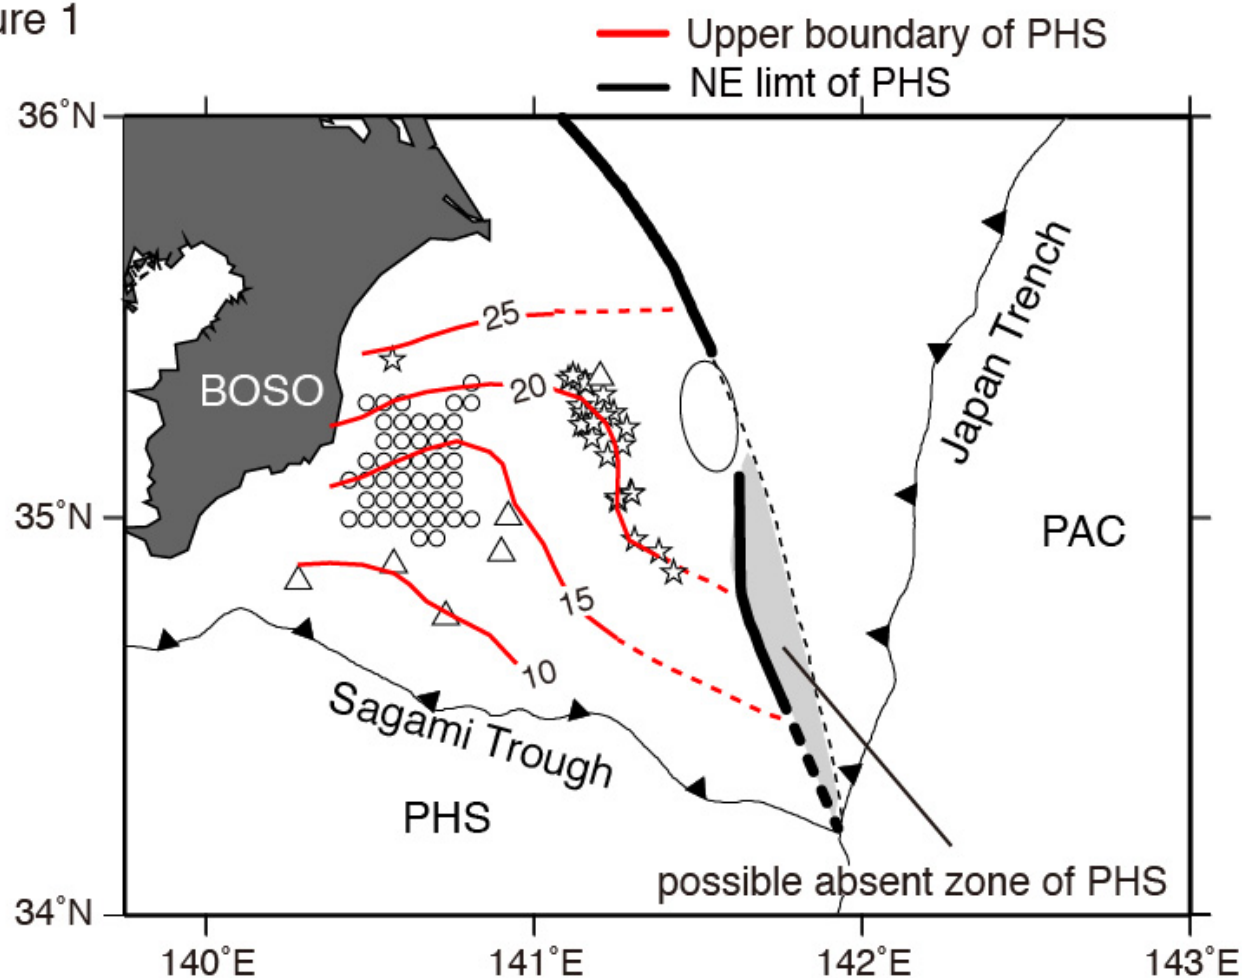 ure 1
Upper boundary of PHS
NE limt of PHS
36°N
25
BOSO
20
Japan Trench
35°N
PAC
15
10
Sagami Trough
PHS
possible absent zone of PHS
34°N
140°E
141°E
142°E
143°E